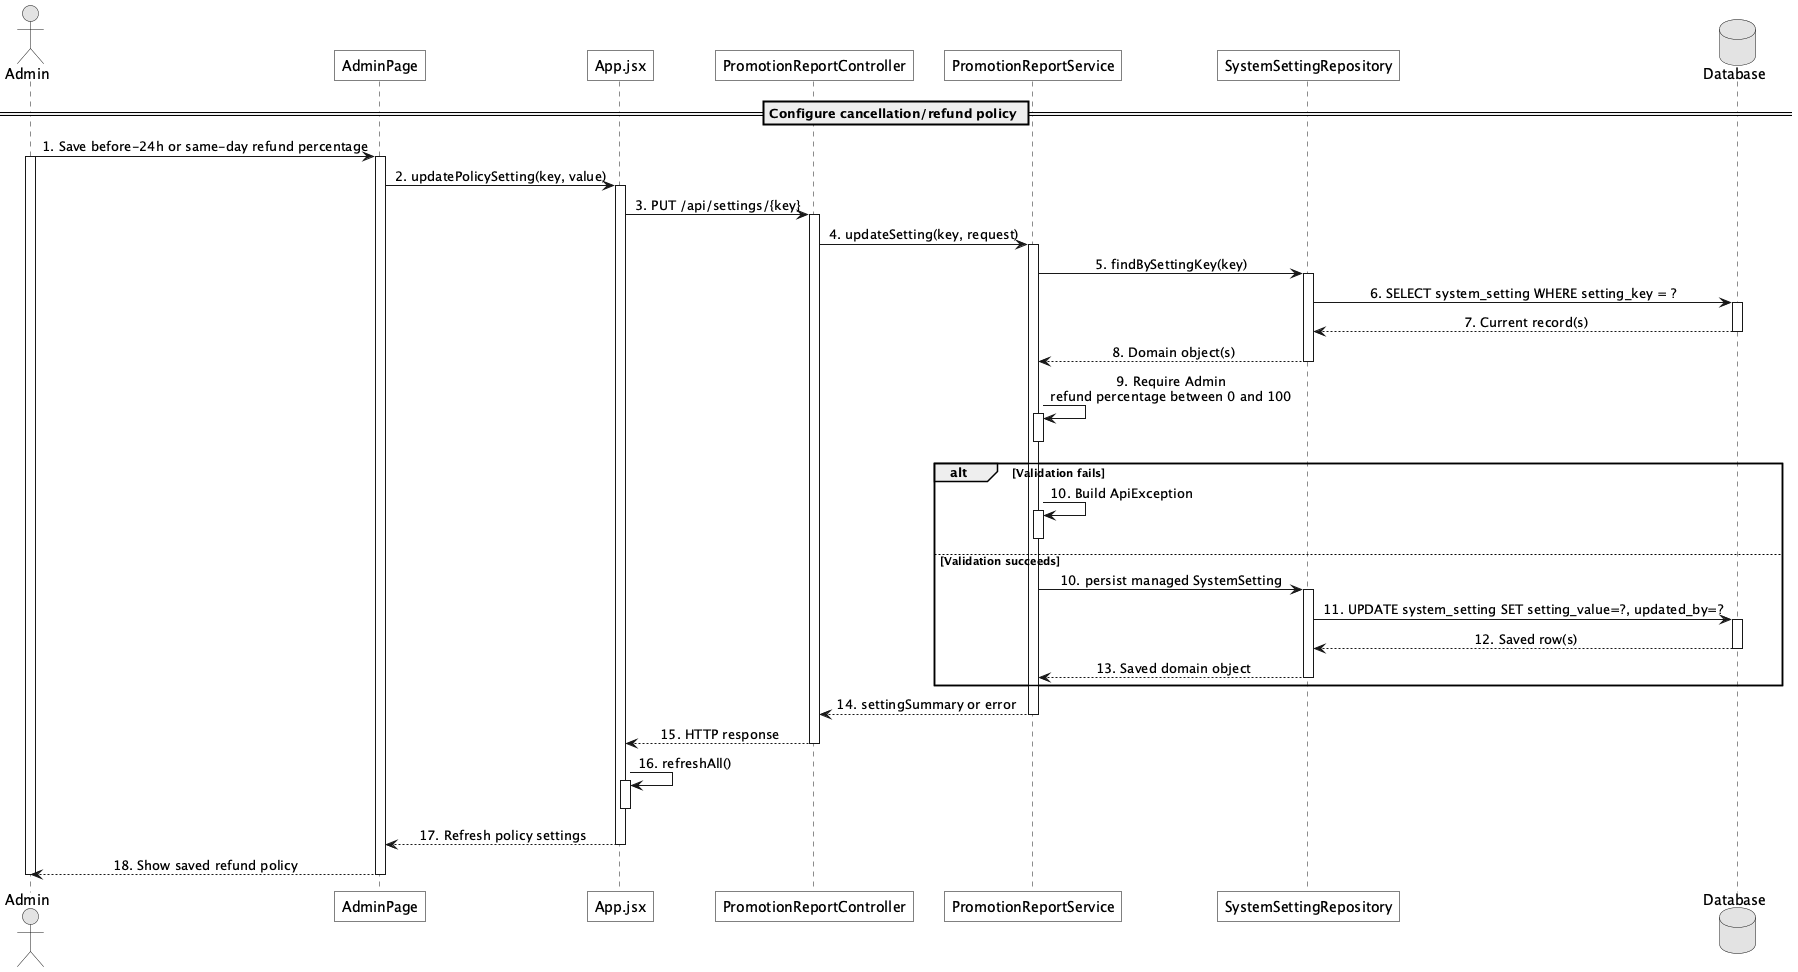 Admin
AdminPage
App.jsx
PromotionReportController
PromotionReportService
SystemSettingRepository
Database
Configure cancellation/refund policy
1. Save before-24h or same-day refund percentage
2. updatePolicySetting(key, value)
3. PUT /api/settings/{key}
4. updateSetting(key, request)
5. findBySettingKey(key)
6. SELECT system_setting WHERE setting_key = ?
7. Current record(s)
8. Domain object(s)
9. Require Admin
refund percentage between 0 and 100
alt
[Validation fails]
10. Build ApiException
[Validation succeeds]
10. persist managed SystemSetting
11. UPDATE system_setting SET setting_value=?, updated_by=?
12. Saved row(s)
13. Saved domain object
14. settingSummary or error
15. HTTP response
16. refreshAll()
17. Refresh policy settings
18. Show saved refund policy
Admin
AdminPage
App.jsx
PromotionReportController
PromotionReportService
SystemSettingRepository
Database